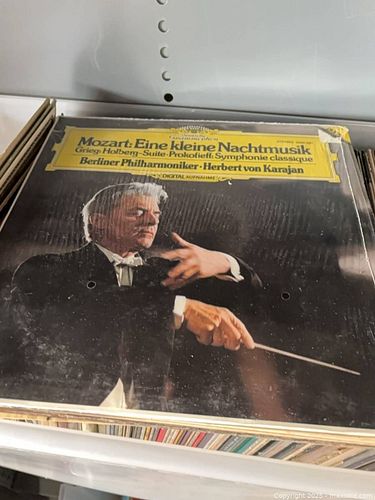 Mozart: Eine kleine Nachtmusik
Grieg: Holberg-Suite · Prokofieff: Symphonie classique
Berliner Philharmoniker · Herbert von Karajan
DIGITAL AUFNAHME